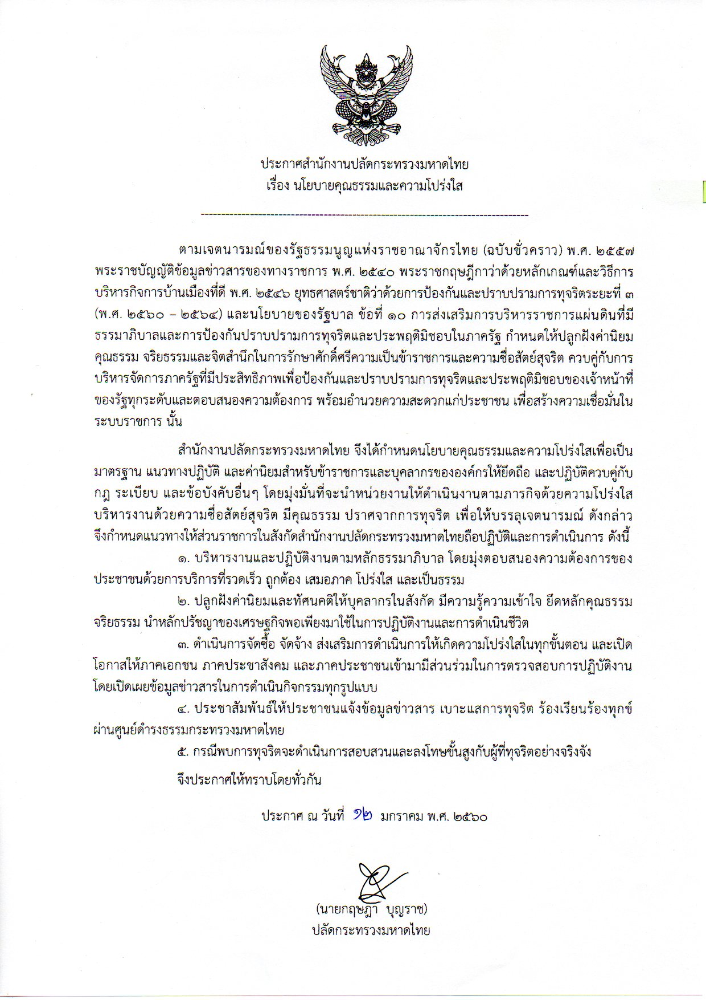 ประกาศสำนักงานปลัดกระทรวงมหาดไทย
เรื่อง นโยบายคุณธรรมและความโปร่งใส
ตามเจตนารมณ์ของรัฐธรรมนูญแห่งราชอาณาจักรไทย (ฉบับชั่วคราว) พ.ศ. ๒๕๕๗
พระราชบัญญัติข้อมูลข่าวสารของทางราชการ พ.ศ. ๒๕๔๐ พระราชกฤษฎีกาว่าด้วยหลักเกณฑ์และวิธีการ
บริหารกิจการบ้านเมืองที่ดี พ.ศ. ๒๕๔๖ ยุทธศาสตร์ชาติว่าด้วยการป้องกันและปราบปรามการทุจริตระยะที่ ๓
(พ.ศ. ๒๕๖๐ – ๒๕๖๔) และนโยบายของรัฐบาล ข้อที่ ๑๐ การส่งเสริมการบริหารราชการแผ่นดินที่มี
ธรรมาภิบาลและการป้องกันปราบปรามการทุจริตและประพฤติมิชอบในภาครัฐ กำหนดให้ปลูกฝังค่านิยม
คุณธรรม จริยธรรมและจิตสำนึกในการรักษาศักดิ์ศรีความเป็นข้าราชการและความซื่อสัตย์สุจริต ควบคู่กับการ
บริหารจัดการภาครัฐที่มีประสิทธิภาพเพื่อป้องกันและปราบปรามการทุจริตและประพฤติมิชอบของเจ้าหน้าที่
ของรัฐทุกระดับและตอบสนองความต้องการ พร้อมอำนวยความสะดวกแก่ประชาชน เพื่อสร้างความเชื่อมั่นใน
ระบบราชการ นั้น
สำนักงานปลัดกระทรวงมหาดไทย จึงได้กำหนดนโยบายคุณธรรมและความโปร่งใสเพื่อเป็น
มาตรฐาน แนวทางปฏิบัติ และค่านิยมสำหรับข้าราชการและบุคลากรขององค์กรให้ยึดถือ และปฏิบัติควบคู่กับ
กฎ ระเบียบ และข้อบังคับอื่นๆ โดยมุ่งมั่นที่จะนำหน่วยงานให้ดำเนินงานตามภารกิจด้วยความโปร่งใส
บริหารงานด้วยความซื่อสัตย์สุจริต มีคุณธรรม ปราศจากการทุจริต เพื่อให้บรรลุเจตนารมณ์ ดังกล่าว
จึงกำหนดแนวทางให้ส่วนราชการในสังกัดสำนักงานปลัดกระทรวงมหาดไทยถือปฏิบัติและการดำเนินการ ดังนี้
๑. บริหารงานและปฏิบัติงานตามหลักธรรมาภิบาล โดยมุ่งตอบสนองความต้องการของ
ประชาชนด้วยการบริการที่รวดเร็ว ถูกต้อง เสมอภาค โปร่งใส และเป็นธรรม
๒. ปลูกฝังค่านิยมและทัศนคติให้บุคลากรในสังกัด มีความรู้ความเข้าใจ ยึดหลักคุณธรรม
จริยธรรม นำหลักปรัชญาของเศรษฐกิจพอเพียงมาใช้ในการปฏิบัติงานและการดำเนินชีวิต
๓. ดำเนินการจัดซื้อ จัดจ้าง ส่งเสริมการดำเนินการให้เกิดความโปร่งใสในทุกขั้นตอน และเปิด
โอกาสให้ภาคเอกชน ภาคประชาสังคม และภาคประชาชนเข้ามามีส่วนร่วมในการตรวจสอบการปฏิบัติงาน
โดยเปิดเผยข้อมูลข่าวสารในการดำเนินกิจกรรมทุกรูปแบบ
๔. ประชาสัมพันธ์ให้ประชาชนแจ้งข้อมูลข่าวสาร เบาะแสการทุจริต ร้องเรียนร้องทุกข์
ผ่านศูนย์ดำรงธรรมกระทรวงมหาดไทย
๕. กรณีพบการทุจริตจะดำเนินการสอบสวนและลงโทษขั้นสูงกับผู้ที่ทุจริตอย่างจริงจัง
จึงประกาศให้ทราบโดยทั่วกัน
ประกาศ ณ วันที่ ๑๒ มกราคม พ.ศ. ๒๕๖๐
(นายกฤษฎา บุญราช)
ปลัดกระทรวงมหาดไทย